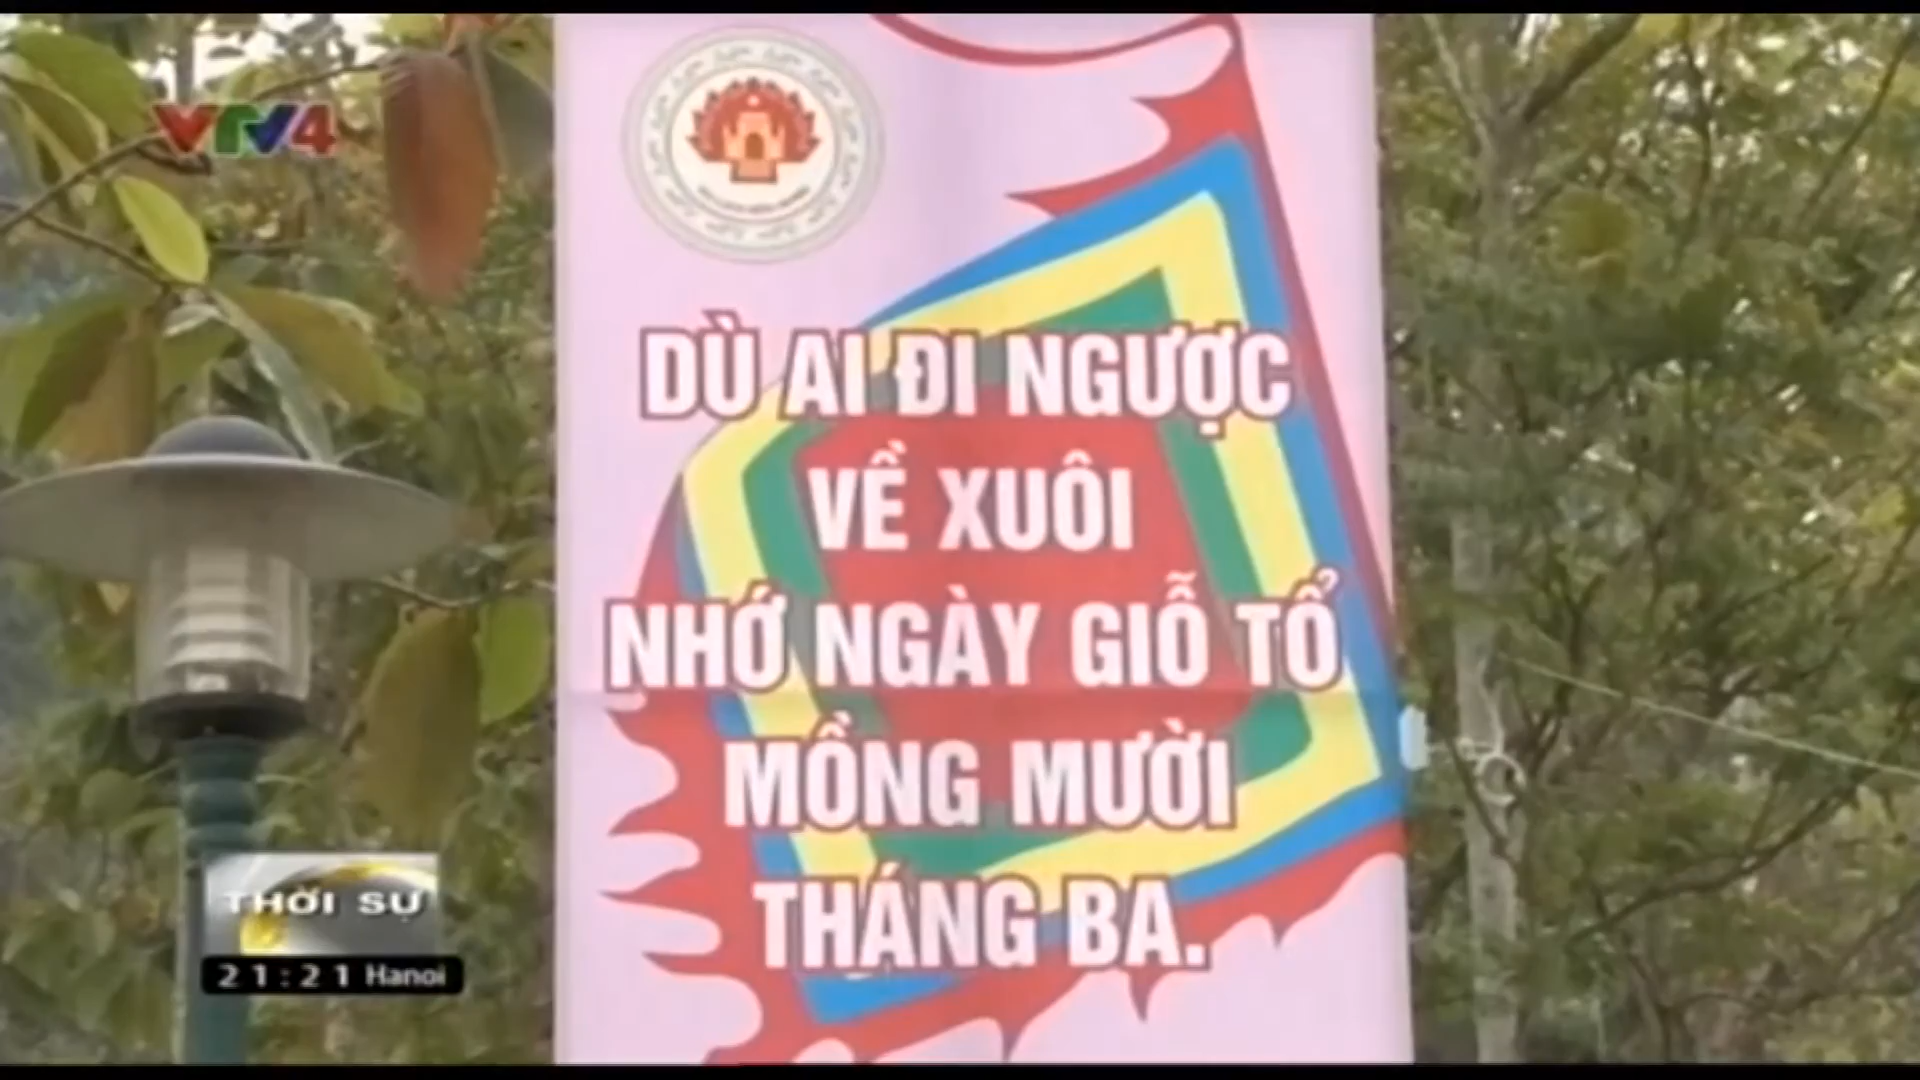 VTV4
DÙ AI ĐI NGƯỢC
VỀ XUÔI
NHỚ NGÀY GIỖ TỔ
MỒNG MƯỜI
THÁNG BA.
THỜI SỰ
21:21 Hanoi